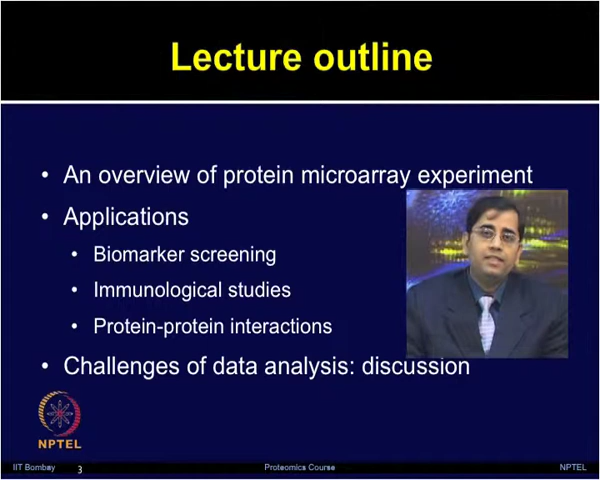 Lecture outline
• An overview of protein microarray experiment
• Applications
• Biomarker screening
• Immunological studies
• Protein-protein interactions
• Challenges of data analysis: discussion
NPTEL
IIT Bombay 3 Proteomics Course NPTEL